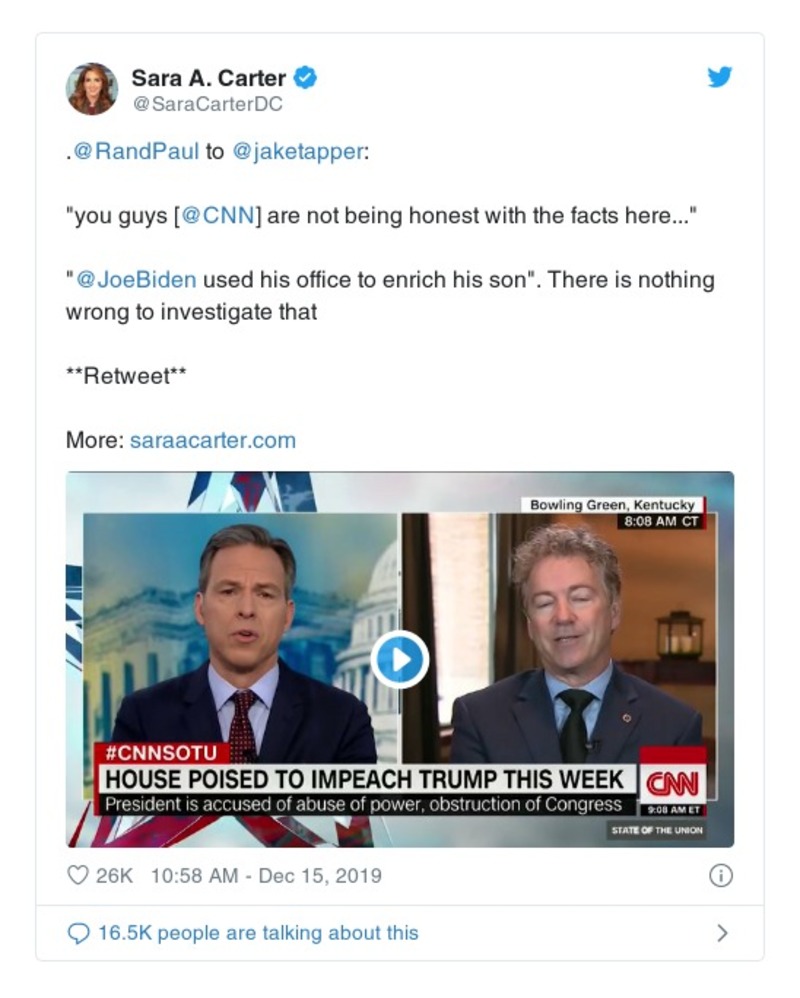 Sara A. Carter
@SaraCarterDC
.@RandPaul to @jaketapper:
"you guys [@CNN] are not being honest with the facts here..."
"@JoeBiden used his office to enrich his son". There is nothing
wrong to investigate that
**Retweet**
More: saraacarter.com
Bowling Green, Kentucky
8:08 AM CT
#CNNSOTU
HOUSE POISED TO IMPEACH TRUMP THIS WEEK
President is accused of abuse of power, obstruction of Congress
CNN
9:08 AM ET
STATE OF THE UNION
26K 10:58 AM - Dec 15, 2019
16.5K people are talking about this